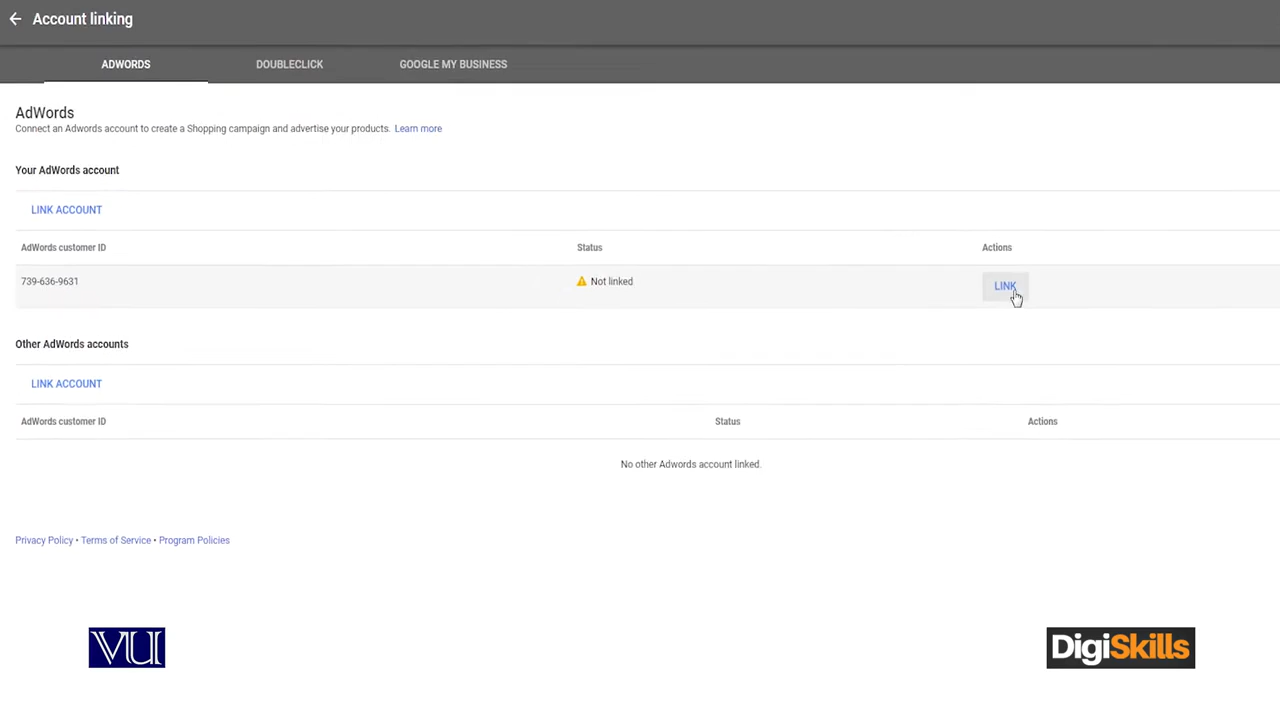 Account linking
ADWORDS DOUBLECLICK GOOGLE MY BUSINESS
AdWords
Connect an Adwords account to create a Shopping campaign and advertise your products. Learn more
Your AdWords account
LINK ACCOUNT
AdWords customer ID Status Actions
739-636-9631 Not linked LINK
Other AdWords accounts
LINK ACCOUNT
AdWords customer ID Status Actions
No other Adwords account linked.
Privacy Policy • Terms of Service • Program Policies
VU DigiSkills